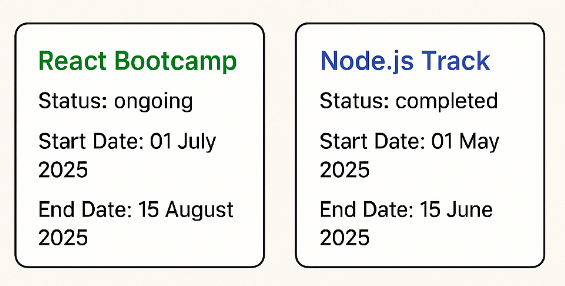 React Bootcamp
Status: ongoing
Start Date: 01 July
2025
End Date: 15 August
2025
Node.js Track
Status: completed
Start Date: 01 May
2025
End Date: 15 June
2025